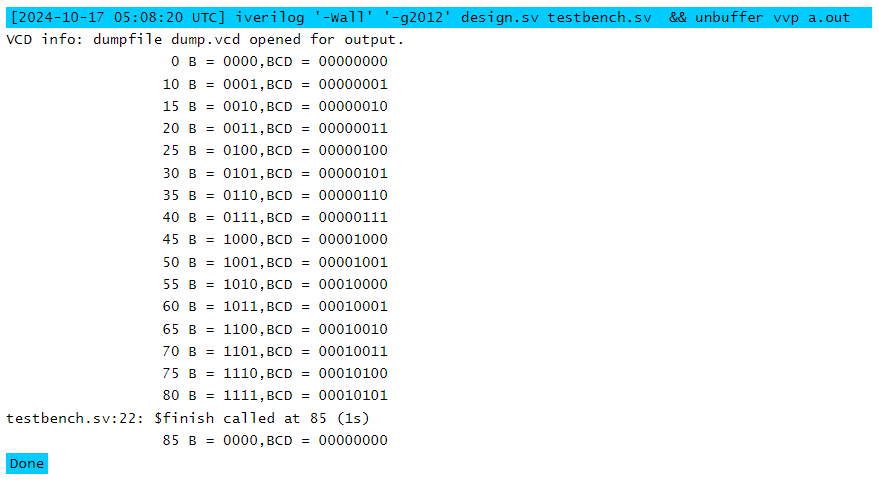 [2024-10-17 05:08:20 UTC] iverilog '-Wall' '-g2012' design.sv testbench.sv  && unbuffer vvp a.out
VCD info: dumpfile dump.vcd opened for output.
0 B = 0000,BCD = 00000000
10 B = 0001,BCD = 00000001
15 B = 0010,BCD = 00000010
20 B = 0011,BCD = 00000011
25 B = 0100,BCD = 00000100
30 B = 0101,BCD = 00000101
35 B = 0110,BCD = 00000110
40 B = 0111,BCD = 00000111
45 B = 1000,BCD = 00001000
50 B = 1001,BCD = 00001001
55 B = 1010,BCD = 00010000
60 B = 1011,BCD = 00010001
65 B = 1100,BCD = 00010010
70 B = 1101,BCD = 00010011
75 B = 1110,BCD = 00010100
80 B = 1111,BCD = 00010101
testbench.sv:22: $finish called at 85 (1s)
85 B = 0000,BCD = 00000000
Done